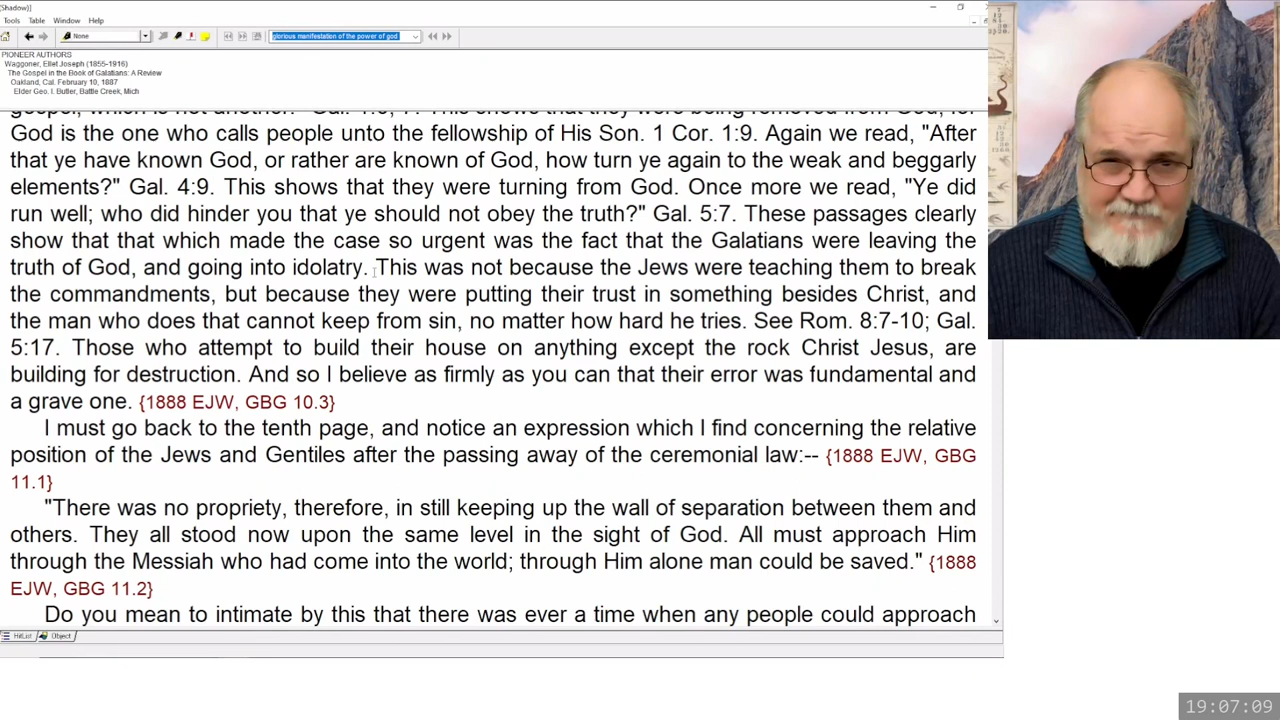 Shadow)]
Tools Table Window Help
None
glorious manifestation of the power of god
PIONEER AUTHORS
Waggoner, Ellet Joseph (1855-1916)
The Gospel in the Book of Galatians: A Review
Oakland, Cal. February 10, 1887
Elder Geo. I. Butler, Battle Creek, Mich
God is the one who calls people unto the fellowship of His Son. 1 Cor. 1:9. Again we read, "After
that ye have known God, or rather are known of God, how turn ye again to the weak and beggarly
elements?" Gal. 4:9. This shows that they were turning from God. Once more we read, "Ye did
run well; who did hinder you that ye should not obey the truth?" Gal. 5:7. These passages clearly
show that that which made the case so urgent was the fact that the Galatians were leaving the
truth of God, and going into idolatry. This was not because the Jews were teaching them to break
the commandments, but because they were putting their trust in something besides Christ, and
the man who does that cannot keep from sin, no matter how hard he tries. See Rom. 8:7-10; Gal.
5:17. Those who attempt to build their house on anything except the rock Christ Jesus, are
building for destruction. And so I believe as firmly as you can that their error was fundamental and
a grave one. {1888 EJW, GBG 10.3}
I must go back to the tenth page, and notice an expression which I find concerning the relative
position of the Jews and Gentiles after the passing away of the ceremonial law:-- {1888 EJW, GBG
11.1}
"There was no propriety, therefore, in still keeping up the wall of separation between them and
others. They all stood now upon the same level in the sight of God. All must approach Him
through the Messiah who had come into the world; through Him alone man could be saved." {1888
EJW, GBG 11.2}
Do you mean to intimate by this that there was ever a time when any people could approach
HitList Object
19:07:09